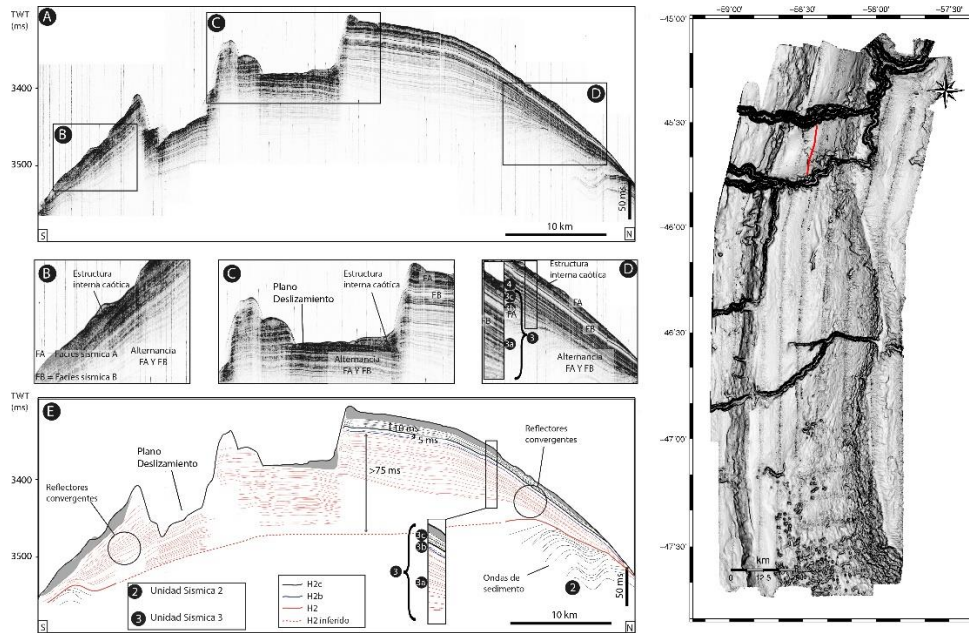 TWT
(ms)
A
C
3400
B
D
3500
50 ms
10 km
S
N
B
Estructura
interna caótica
FA = Facies sísmica A
FB = Facies sísmica B
Alternancia
FA Y FB
C
Plano
Deslizamiento
Estructura
interna caótica
FA
FB
Alternancia
FA Y FB
D
Estructura
interna caótica
4
FA
FB
FA
FB
3a
3
Alternancia
FA Y FB
TWT
(ms)
E
10 ms
5 ms
Reflectores
convergentes
Plano
Deslizamiento
>75 ms
3400
Reflectores
convergentes
3c
3b
3
3a
3500
Ondas de
sedimento
2
50 ms
2 Unidad Sísmica 2
3 Unidad Sísmica 3
H2c
H2b
H2
H2 inferido
10 km
S
N
-59°00'
-58°30'
-58°00'
-57°30'
-45°00'
-45°30'
-46°00'
-46°30'
-47°00'
-47°30'
km
0
12.5